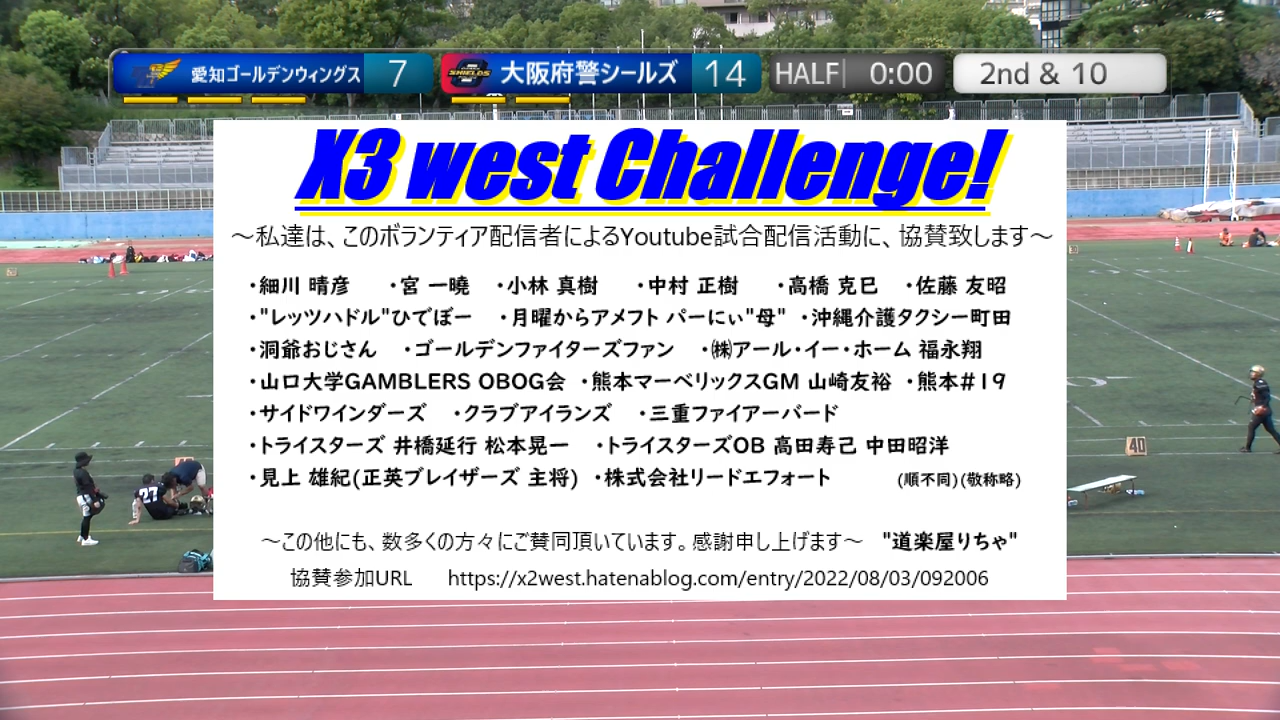 愛知ゴールデンウィングス 7 SHIELDS 大阪府警シールズ 14 HALF 0:00 2nd & 10
X3 west Challenge!
～私達は、このボランティア配信者によるYoutube試合配信活動に、協賛致します～
・細川 晴彦 ・宮 一曉 ・小林 真樹 ・中村 正樹 ・高橋 克巳 ・佐藤 友昭
・"レッツハドル"ひでぼー ・月曜からアメフト パーにぃ"母" ・沖縄介護タクシー町田
・洞爺おじさん ・ゴールデンファイターズファン ・㈱アール・イー・ホーム 福永翔
・山口大学GAMBLERS OBOG会 ・熊本マーベリックスGM 山崎友裕 ・熊本#19
・サイドワインダーズ ・クラブアイランズ ・三重ファイアーバード
・トライスターズ 井橋延行 松本晃一 ・トライスターズOB 高田寿己 中田昭洋
・見上 雄紀(正英ブレイザーズ 主将) ・株式会社リードエフォート (順不同)(敬称略)
～この他にも、数多くの方々にご賛同頂いています。感謝申し上げます～ "道楽屋りちゃ"
協賛参加URL https://x2west.hatenablog.com/entry/2022/08/03/092006
40
27